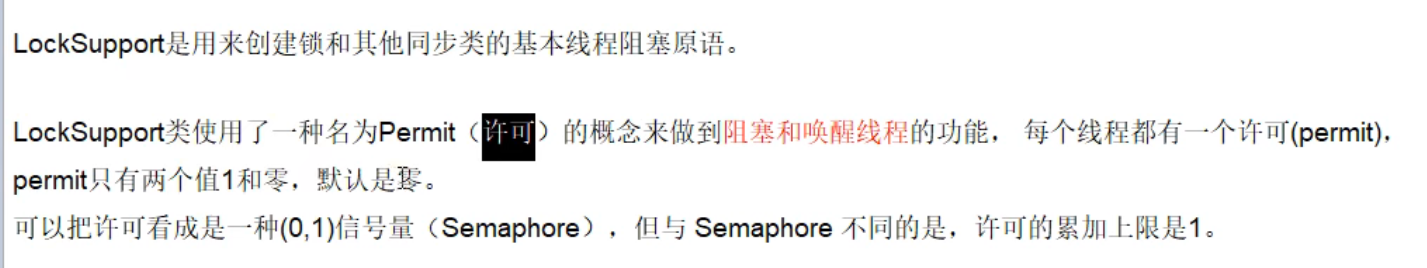 LockSupport是用来创建锁和其他同步类的基本线程阻塞原语。
LockSupport类使用了一种名为Permit（许可）的概念来做到阻塞和唤醒线程的功能， 每个线程都有一个许可(permit)，
permit只有两个值1和零，默认是零。
可以把许可看成是一种(0,1)信号量（Semaphore），但与 Semaphore 不同的是，许可的累加上限是1。